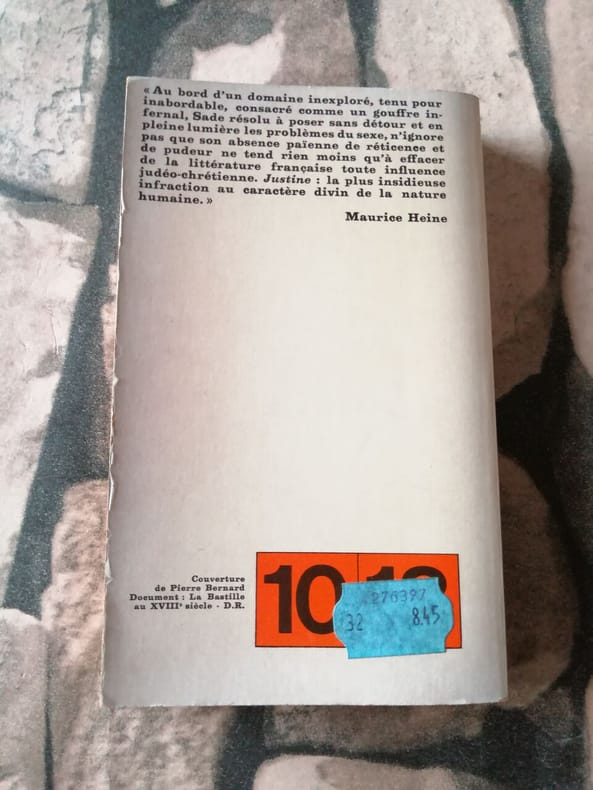 « Au bord d'un domaine inexploré, tenu pour
inabordable, consacré comme un gouffre in-
fernal, Sade résolu à poser sans détour et en
pleine lumière les problèmes du sexe, n'ignore
pas que son absence païenne de réticence et
de pudeur ne tend rien moins qu'à effacer
de la littérature française toute influence
judéo-chrétienne. Justine : la plus insidieuse
infraction au caractère divin de la nature
humaine. »
Maurice Heine
Couverture
de Pierre Bernard
Document : La Bastille
au XVIIIᵉ siècle - D.R.
10
276397
32 8.45